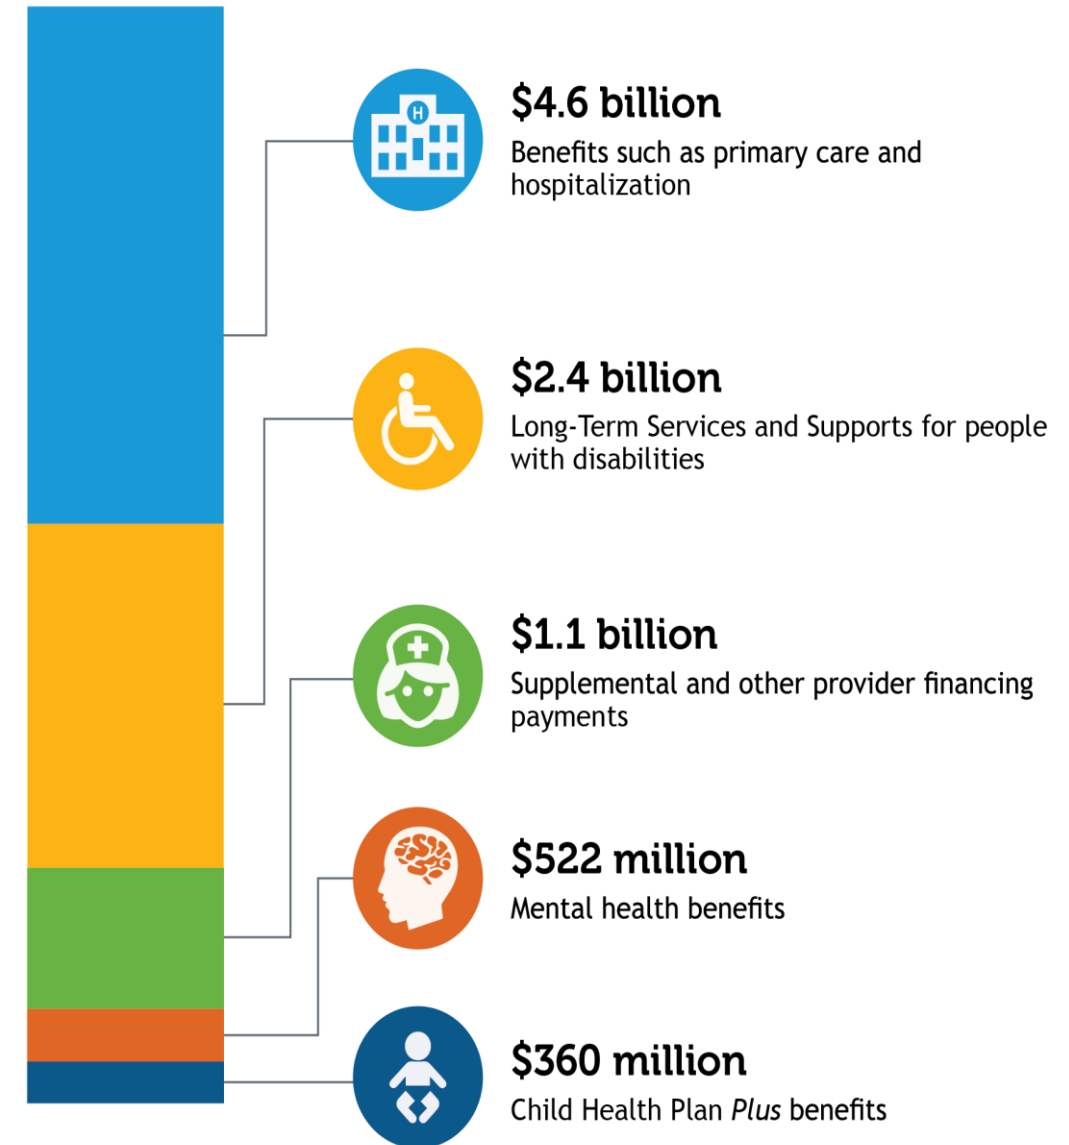 H
$4.6 billion
Benefits such as primary care and
hospitalization
$2.4 billion
Long-Term Services and Supports for people
with disabilities
$1.1 billion
Supplemental and other provider financing
payments
$522 million
Mental health benefits
$360 million
Child Health Plan Plus benefits